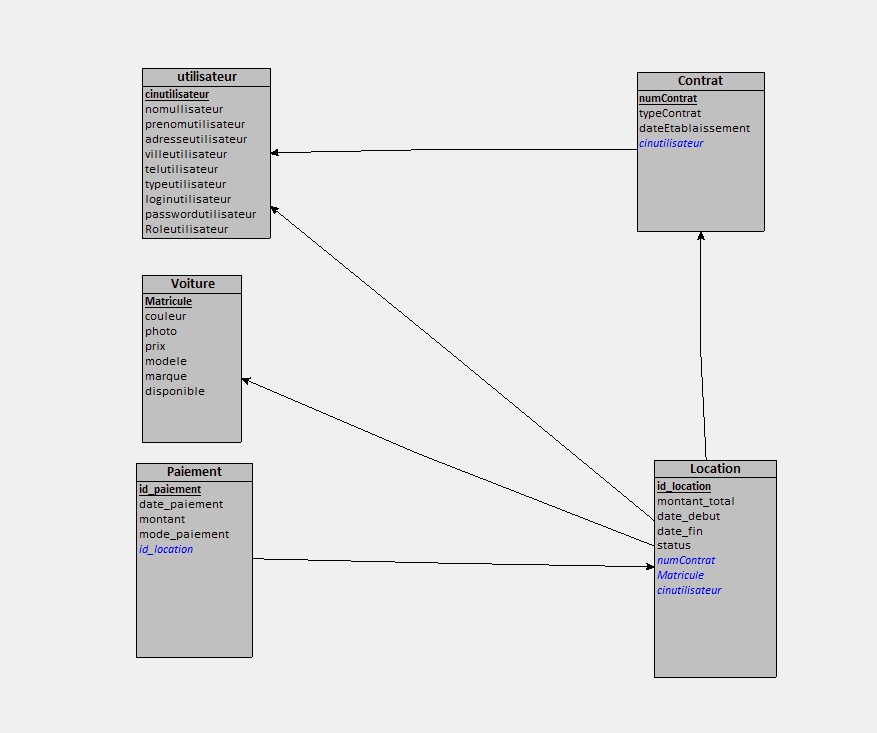 utilisateur
cinutilisateur
nomullisateur
prenomutilisateur
adresseutilisateur
villeutilisateur
telutilisateur
typeutilisateur
loginutilisateur
passwordutilisateur
Roleutilisateur
Contrat
numContrat
typeContrat
dateEtablaissement
cinutilisateur
Voiture
Matricule
couleur
photo
prix
modele
marque
disponible
Paiement
id_paiement
date_paiement
montant
mode_paiement
id_location
Location
id_location
montant_total
date_debut
date_fin
status
numContrat
Matricule
cinutilisateur